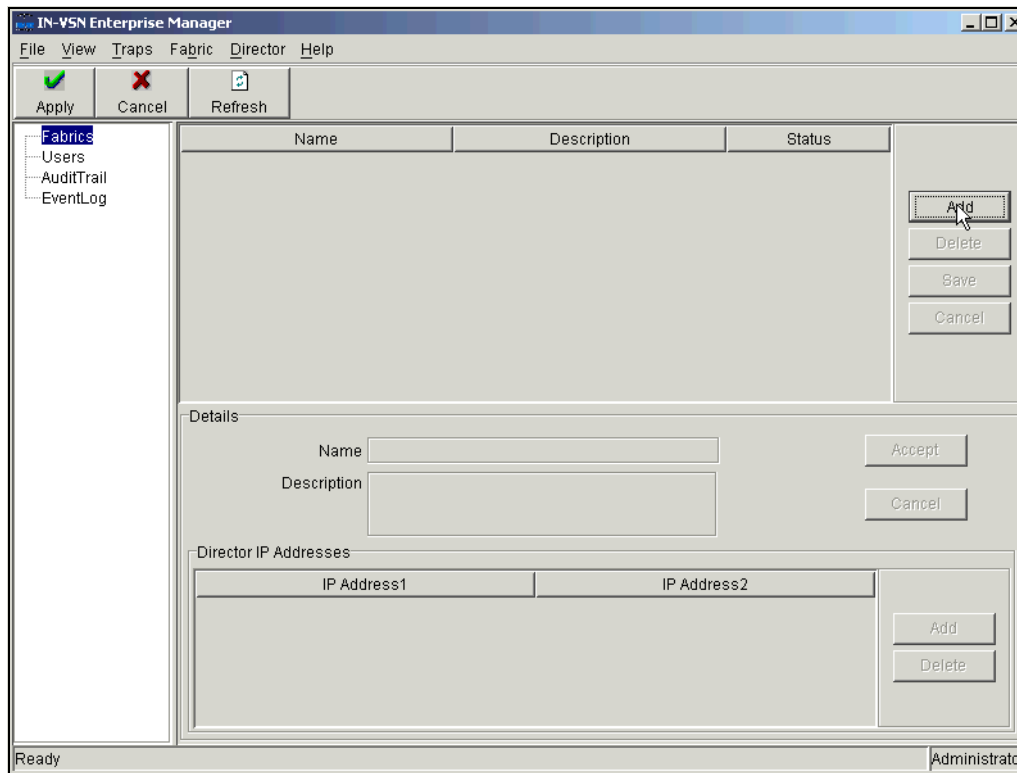 IN-VSN Enterprise Manager
File View Traps Fabric Director Help
Apply Cancel Refresh
Fabrics
Users
AuditTrail
EventLog
Name Description Status
Add
Delete
Save
Cancel
Details
Name
Accept
Description
Cancel
Director IP Addresses
IP Address1 IP Address2
Add
Delete
Ready Administrato